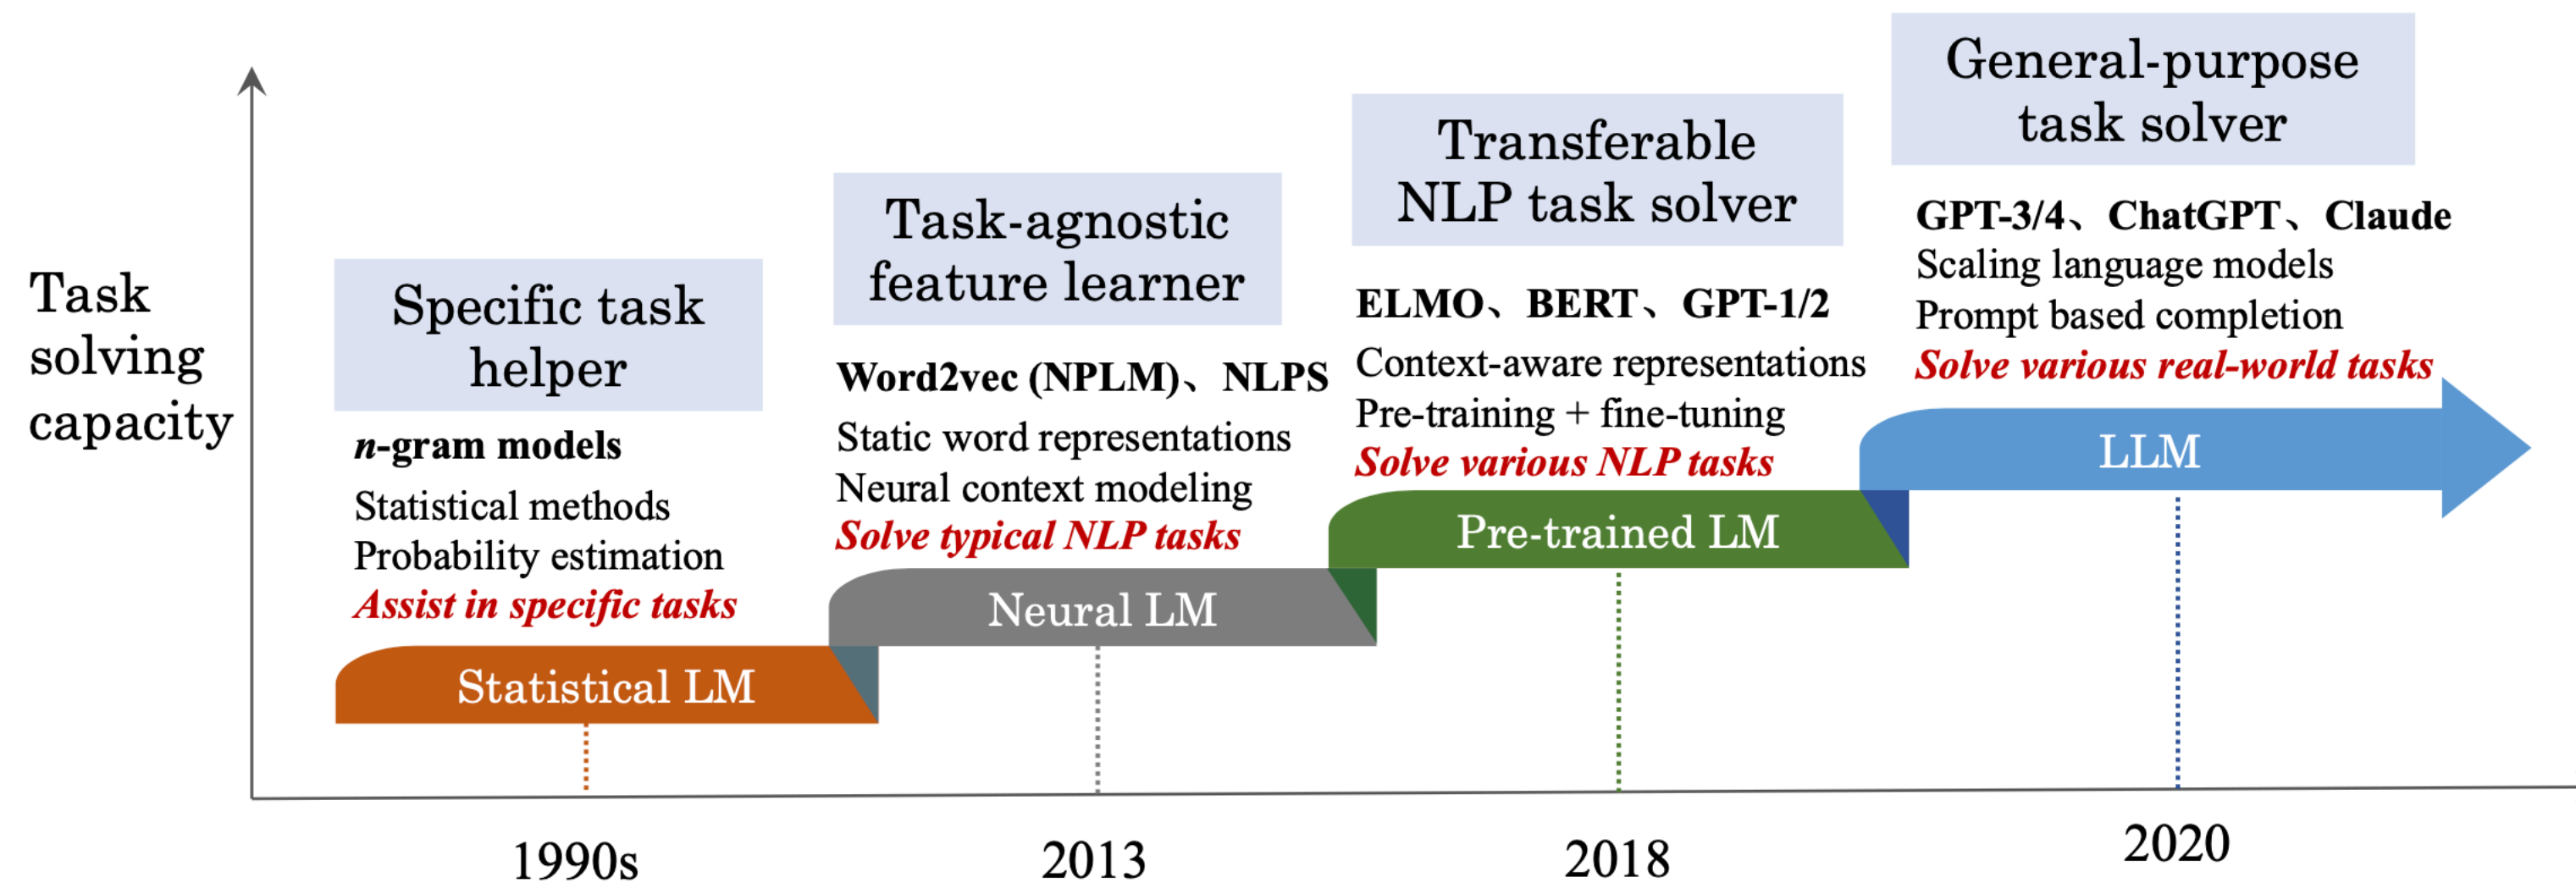 Task
solving
capacity
Specific task
helper
n-gram models
Statistical methods
Probability estimation
Assist in specific tasks
Statistical LM
1990s
Task-agnostic
feature learner
Word2vec (NPLM)、NLPS
Static word representations
Neural context modeling
Solve typical NLP tasks
Neural LM
2013
Transferable
NLP task solver
ELMO、BERT、GPT-1/2
Context-aware representations
Pre-training + fine-tuning
Solve various NLP tasks
Pre-trained LM
2018
General-purpose
task solver
GPT-3/4、ChatGPT、Claude
Scaling language models
Prompt based completion
Solve various real-world tasks
LLM
2020